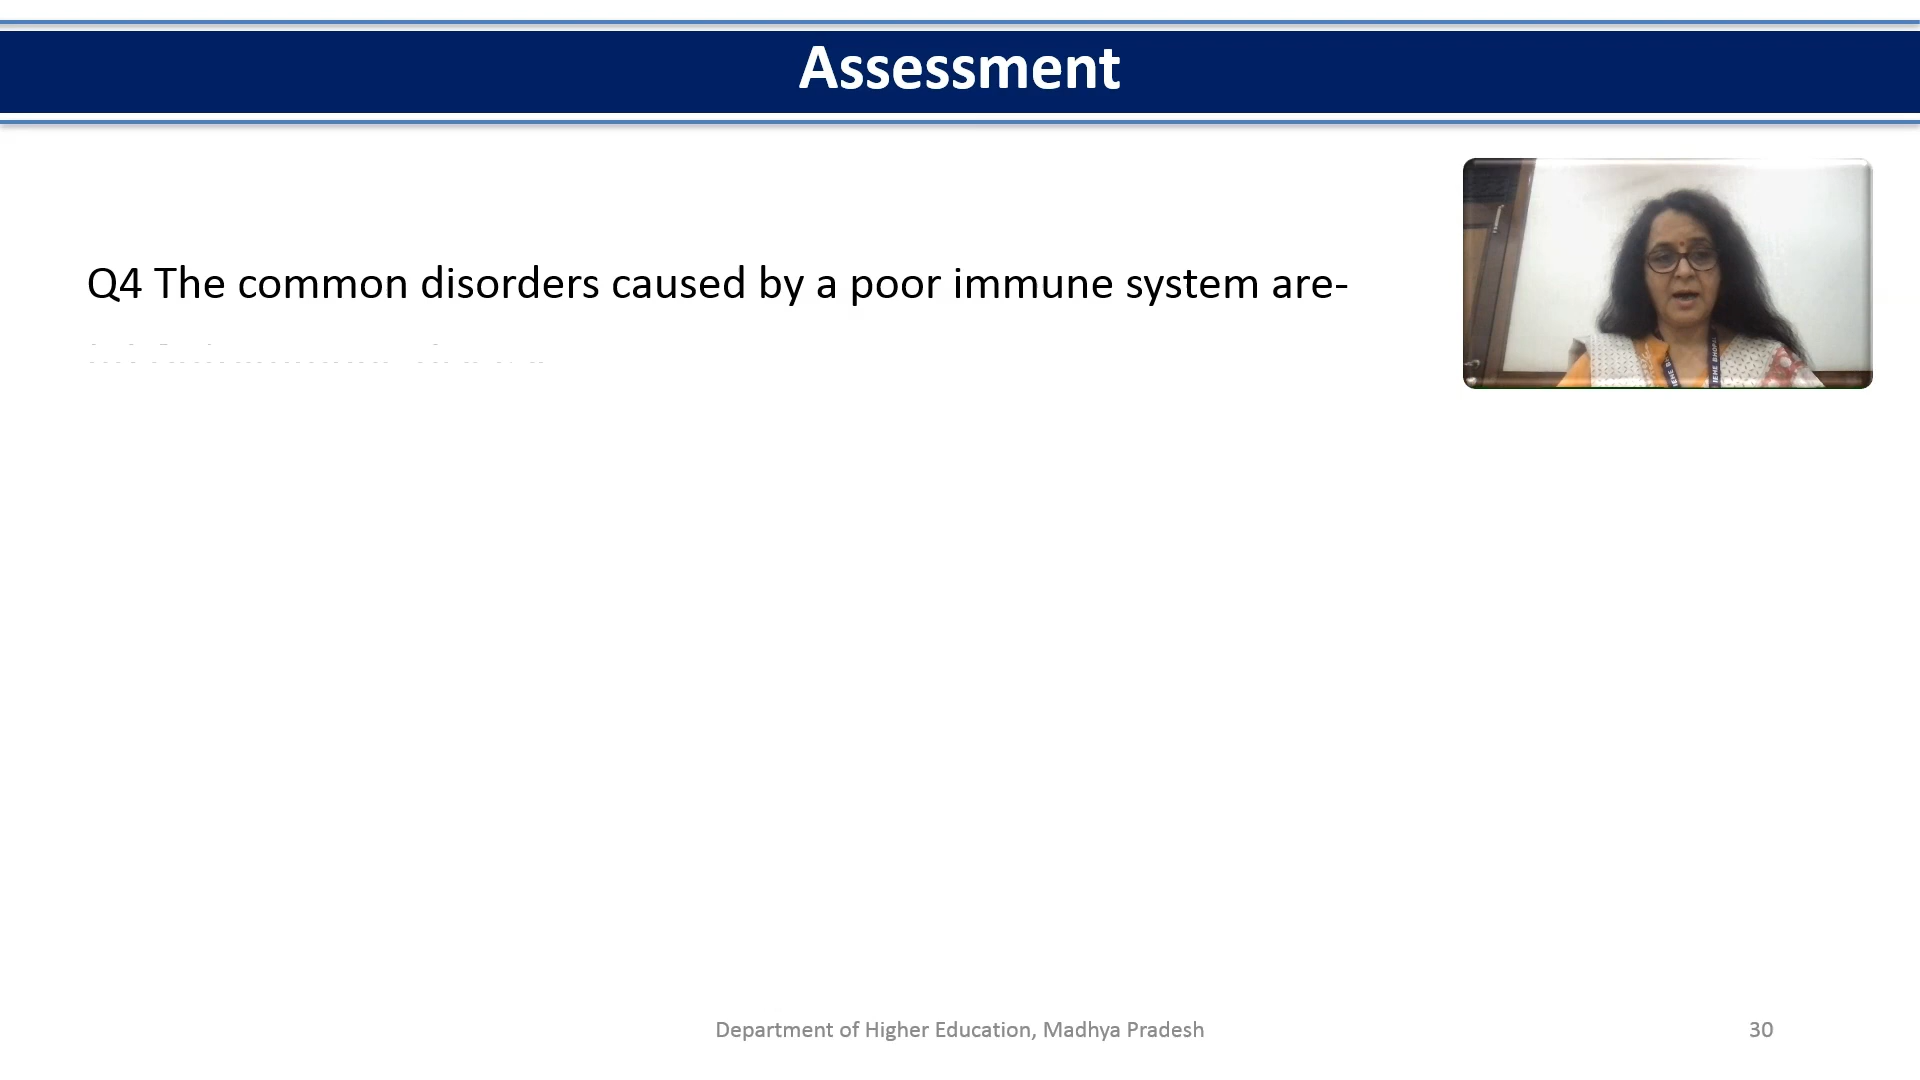 Assessment
Q4 The common disorders caused by a poor immune system are-
Department of Higher Education, Madhya Pradesh
30